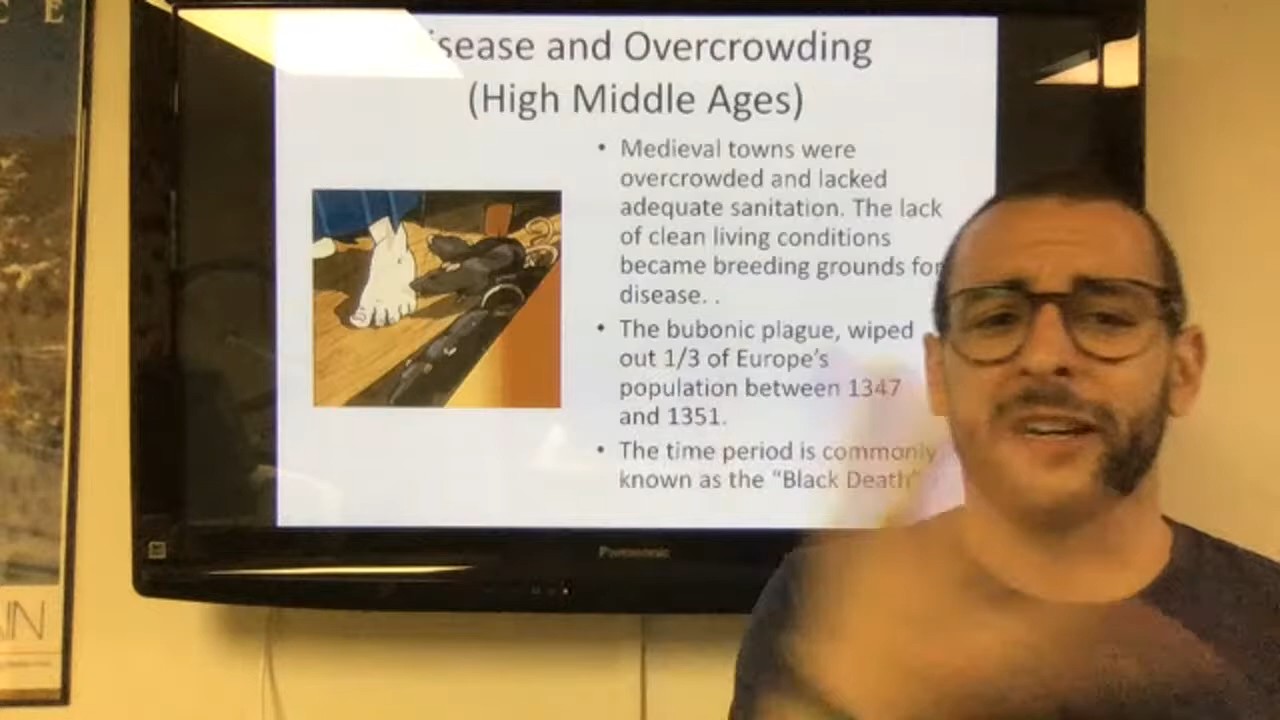 C E
isease and Overcrowding
(High Middle Ages)
• Medieval towns were
overcrowded and lacked
adequate sanitation. The lack
of clean living conditions
became breeding grounds for
disease. .
• The bubonic plague, wiped
out 1/3 of Europe's
population between 1347
and 1351.
• The time period is commonly
known as the “Black Death”
Panasonic
AIN